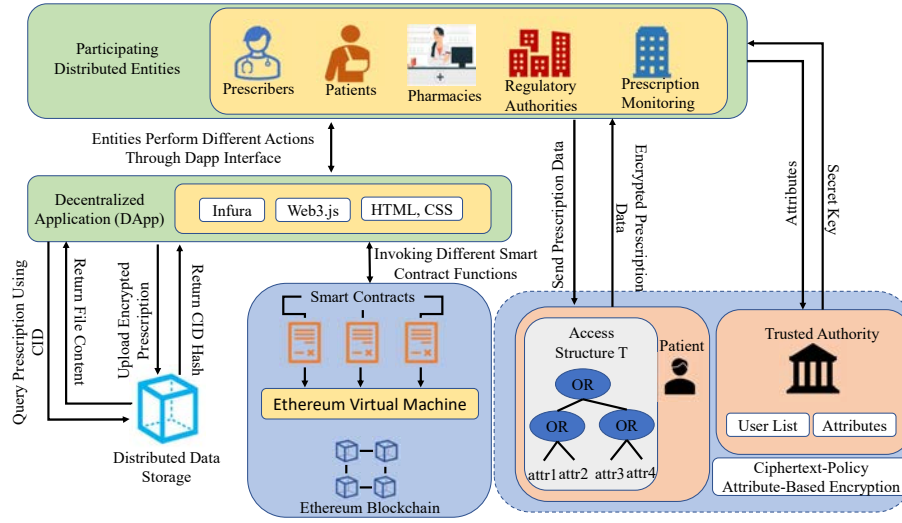 Participating
Distributed Entities
Prescribers
Patients
Pharmacies
Regulatory
Authorities
Prescription
Monitoring
Entities Perform Different Actions
Through Dapp Interface
Decentralized
Application (DApp)
Infura
Web3.js
HTML, CSS
Invoking Different Smart
Contract Functions
Query Prescription Using
CID
Return File Content
Upload Encrypted
Prescription
Return CID Hash
Distributed Data
Storage
Smart Contracts
Ethereum Virtual Machine
Ethereum Blockchain
Send Prescription Data
Encrypted Prescription
Data
Attributes
Secret Key
Access
Structure T
OR
OR
OR
attr1
attr2
attr3
attr4
Patient
Trusted Authority
User List
Attributes
Ciphertext-Policy
Attribute-Based Encryption